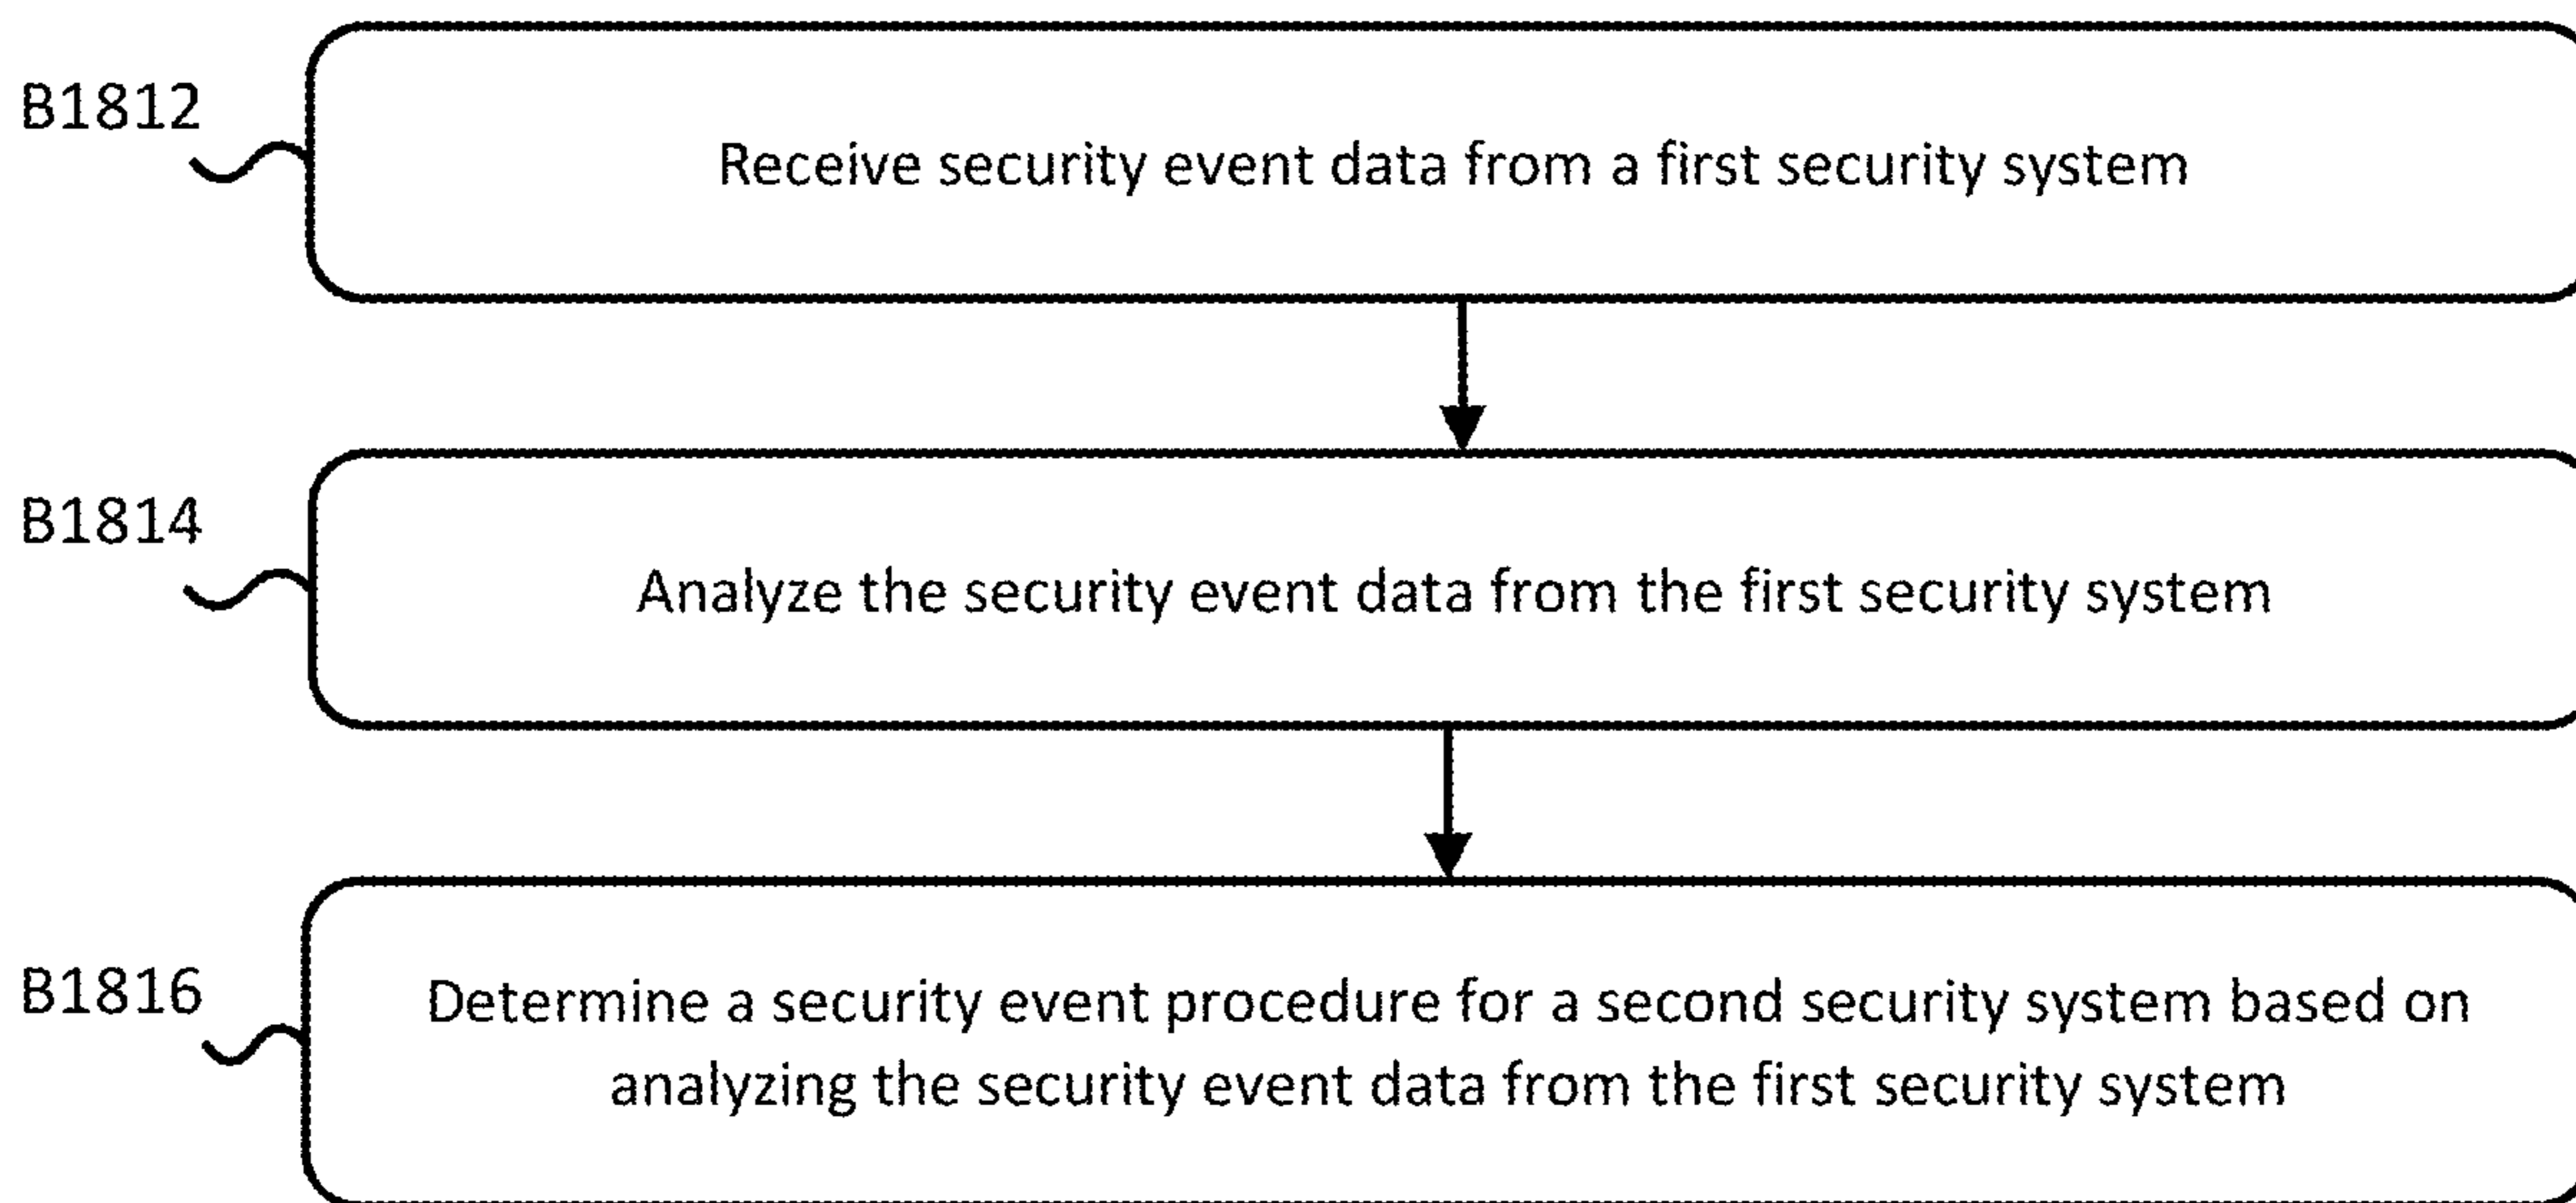 B1812
Receive security event data from a first security system
B1814
Analyze the security event data from the first security system
B1816
Determine a security event procedure for a second security system based on
analyzing the security event data from the first security system